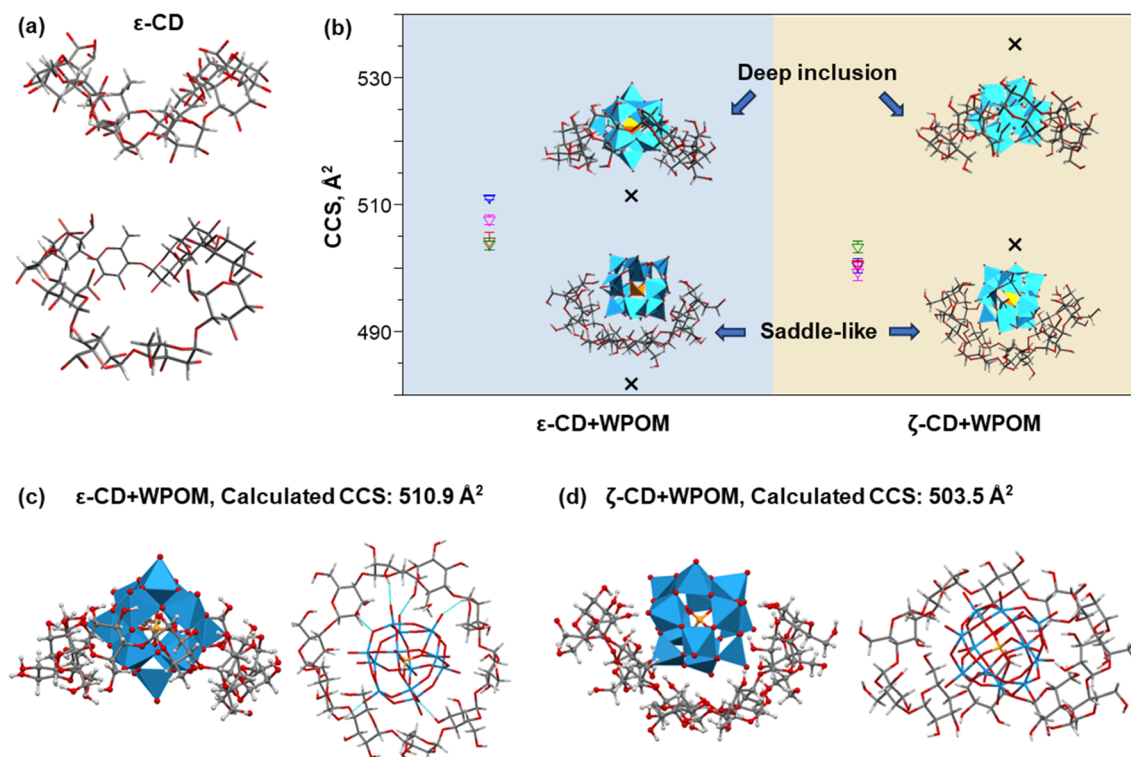 (a)
ε-CD
(b)
CCS, Å²
530
510
490
Deep inclusion
Saddle-like
ε-CD+WPOM
ζ-CD+WPOM
(c) ε-CD+WPOM, Calculated CCS: 510.9 Å²
(d) ζ-CD+WPOM, Calculated CCS: 503.5 Å²